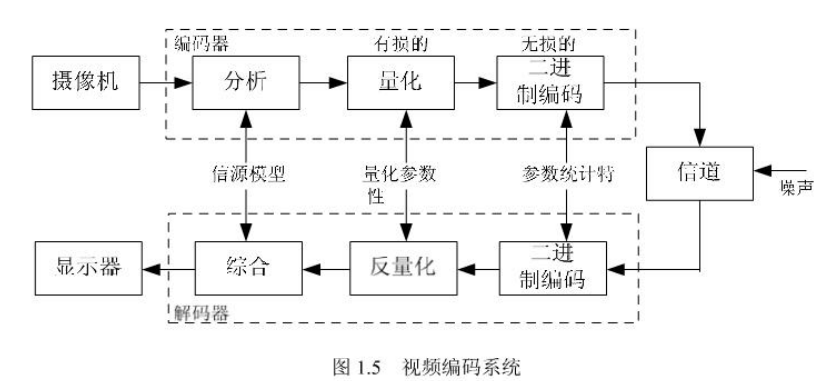 编码器
有损的
无损的
摄像机
分析
量化
二进
制编码
信源模型
量化参数
性
参数统计特
信道
噪声
显示器
综合
反量化
二进
制编码
解码器
图 1.5 视频编码系统